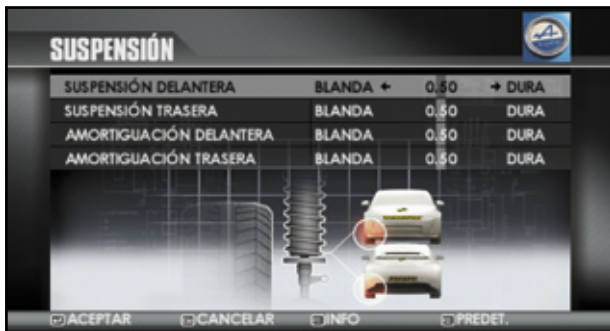 SUSPENSIÓN
SUSPENSIÓN DELANTERA BLANDA ← 0.50 → DURA
SUSPENSIÓN TRASERA BLANDA 0.50 DURA
AMORTIGUACIÓN DELANTERA BLANDA 0.50 DURA
AMORTIGUACIÓN TRASERA BLANDA 0.50 DURA
ACEPTAR CANCELAR INFO PREDET.